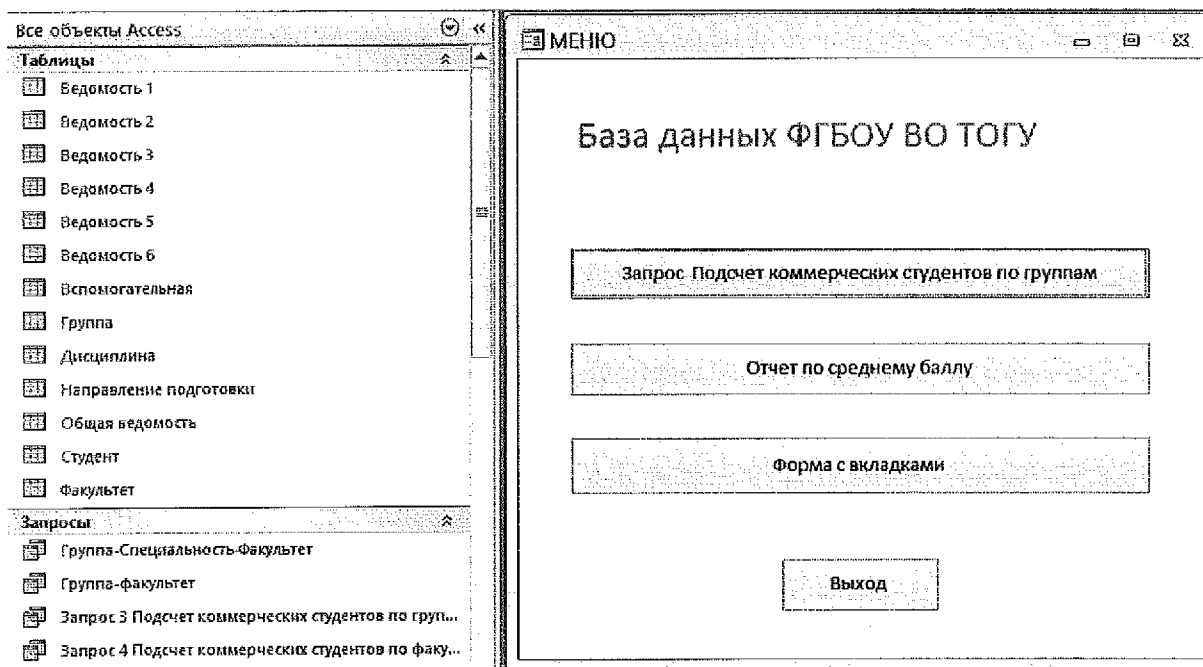 Все объекты Access
Таблицы
Ведомость 1
Ведомость 2
Ведомость 3
Ведомость 4
Ведомость 5
Ведомость 6
Вспомогательная
Группа
Дисциплина
Направление подготовки
Общая ведомость
Студент
Факультет
Запросы
Группа-Специальность-Факультет
Группа-факультет
Запрос 3 Подсчет коммерческих студентов по груп...
Запрос 4 Подсчет коммерческих студентов по факу...
МЕНЮ
База данных ФГБОУ ВО ТОГУ
Запрос Подсчет коммерческих студентов по группам
Отчет по среднему баллу
Форма с вкладками
Выход